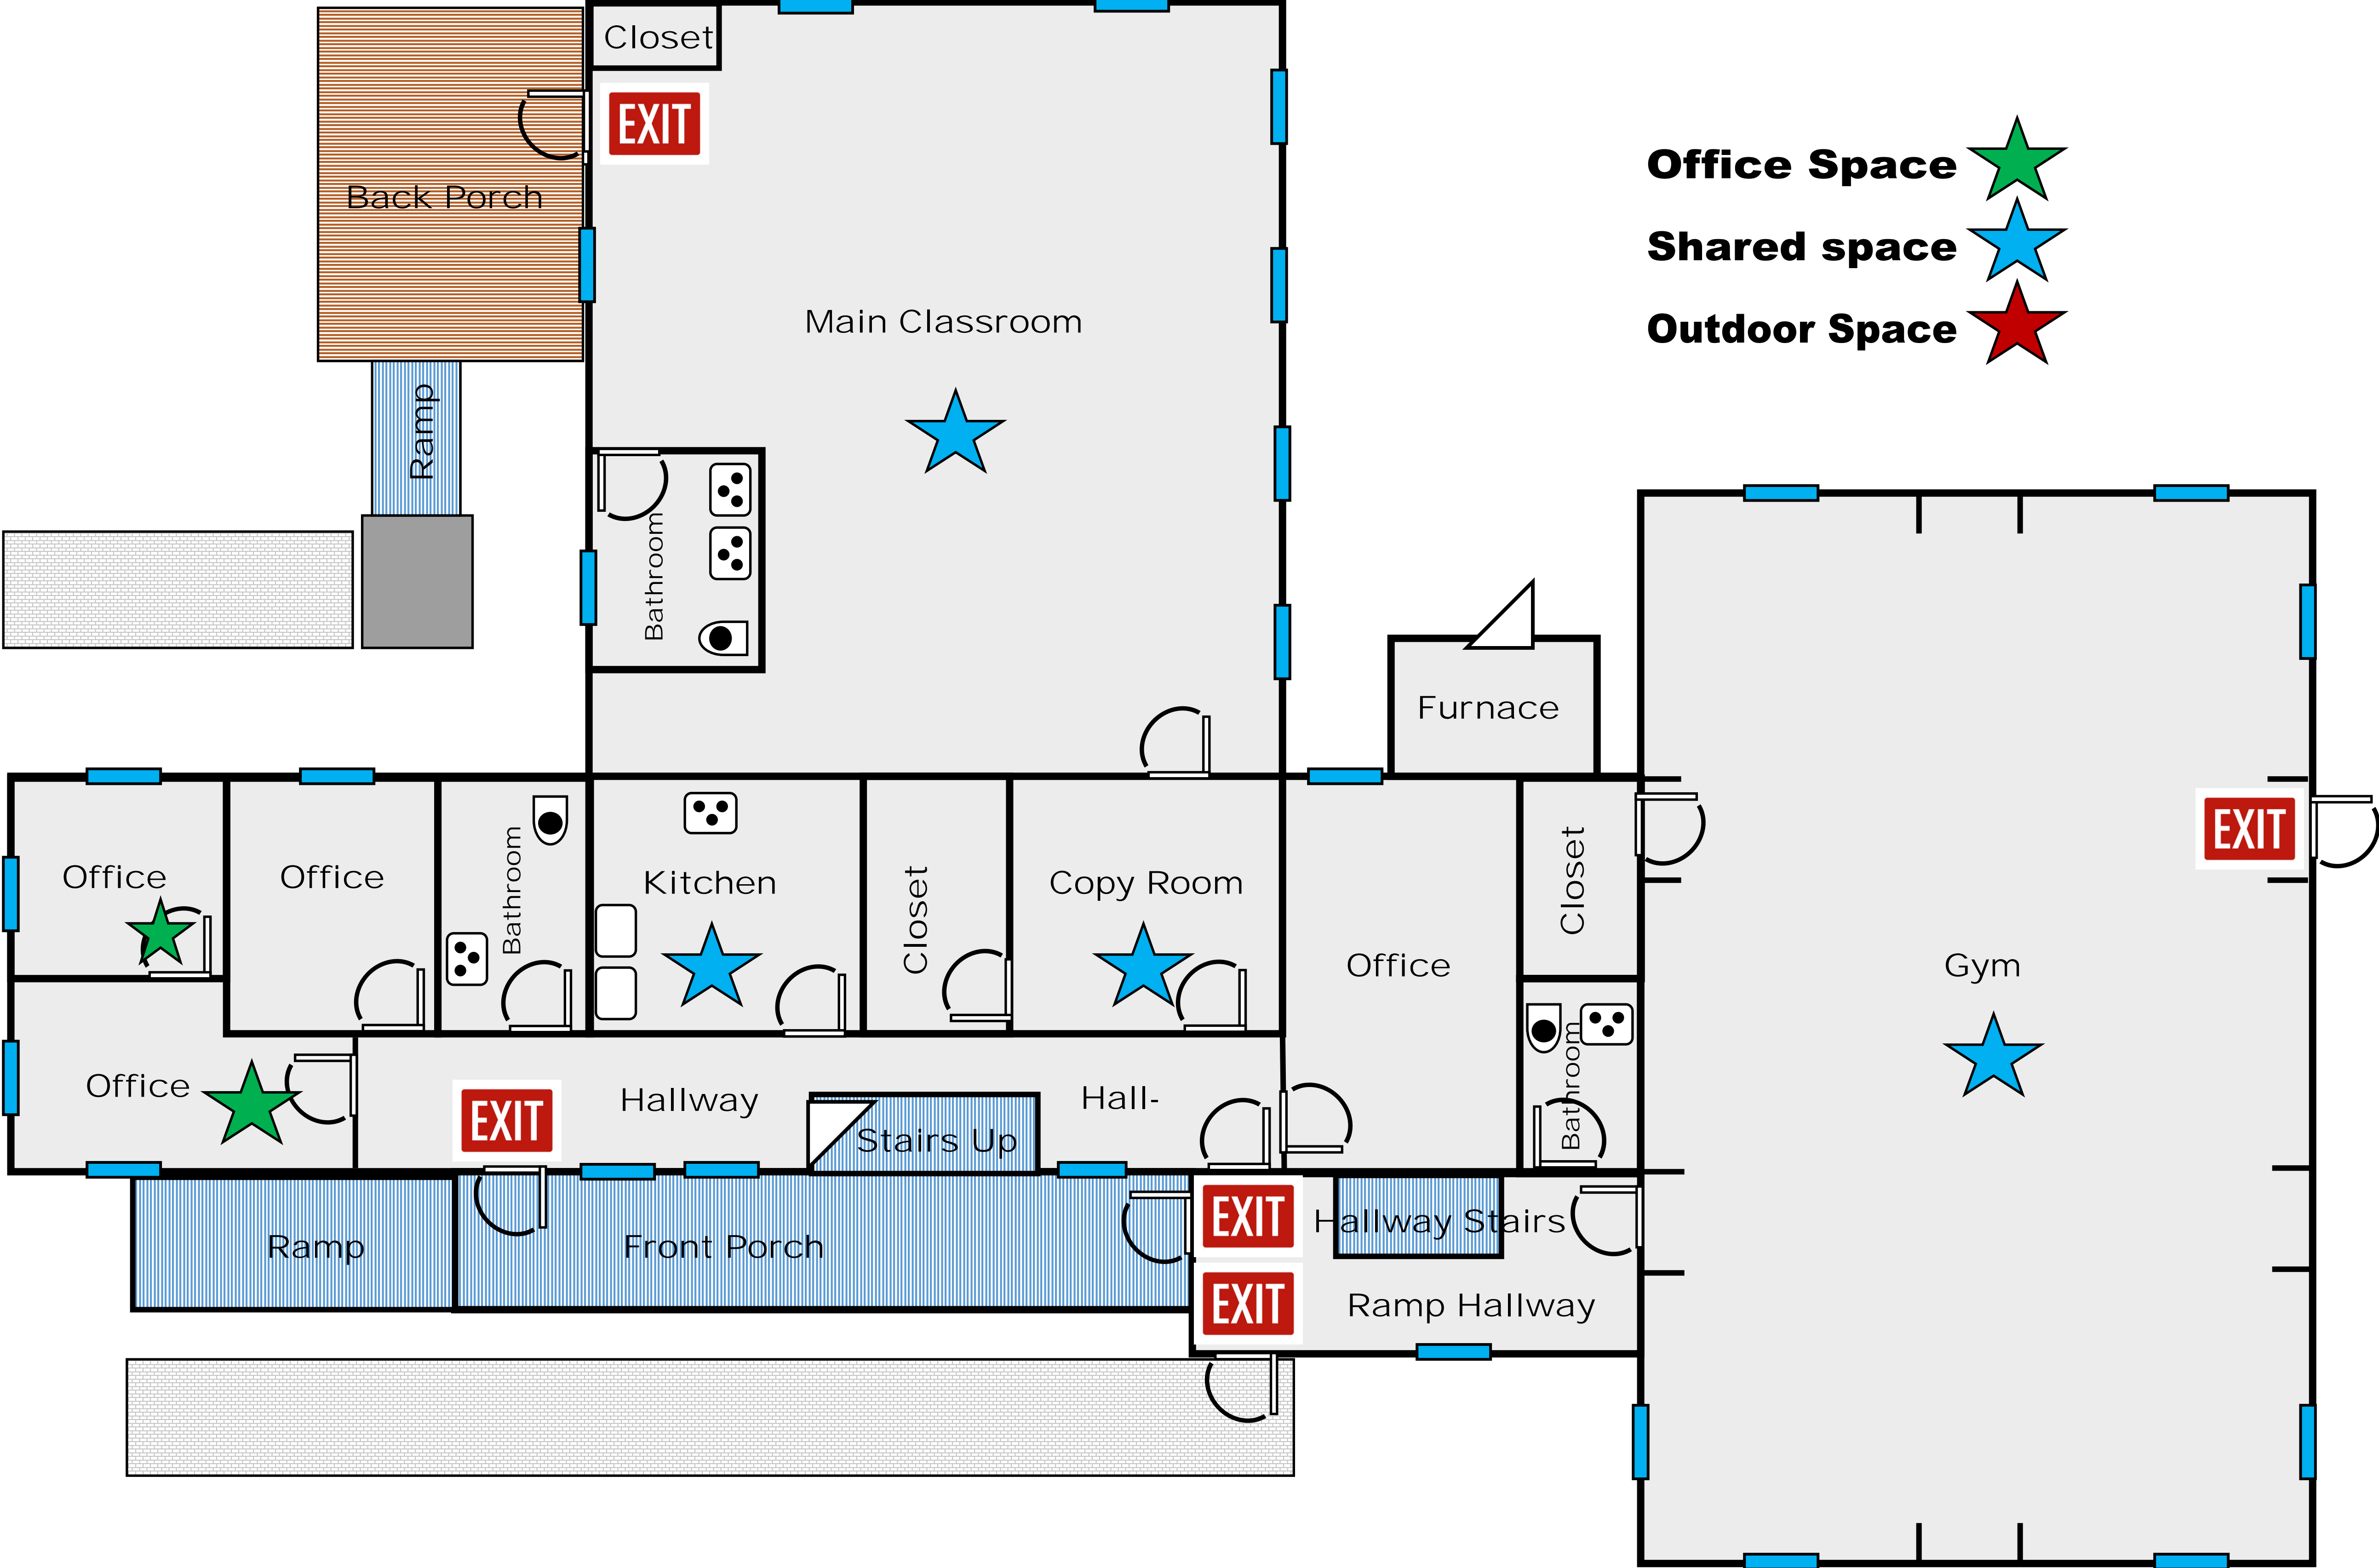 Closet
EXIT
Back Porch
Office Space
Shared space
Outdoor Space
Main Classroom
Ramp
Bathroom
Furnace
Office
Office
Bathroom
Kitchen
Closet
Copy Room
Office
Closet
EXIT
Gym
Bathroom
Office
EXIT
Hallway
Stairs Up
Hall-
Ramp
Front Porch
EXIT
Hallway Stairs
EXIT
Ramp Hallway